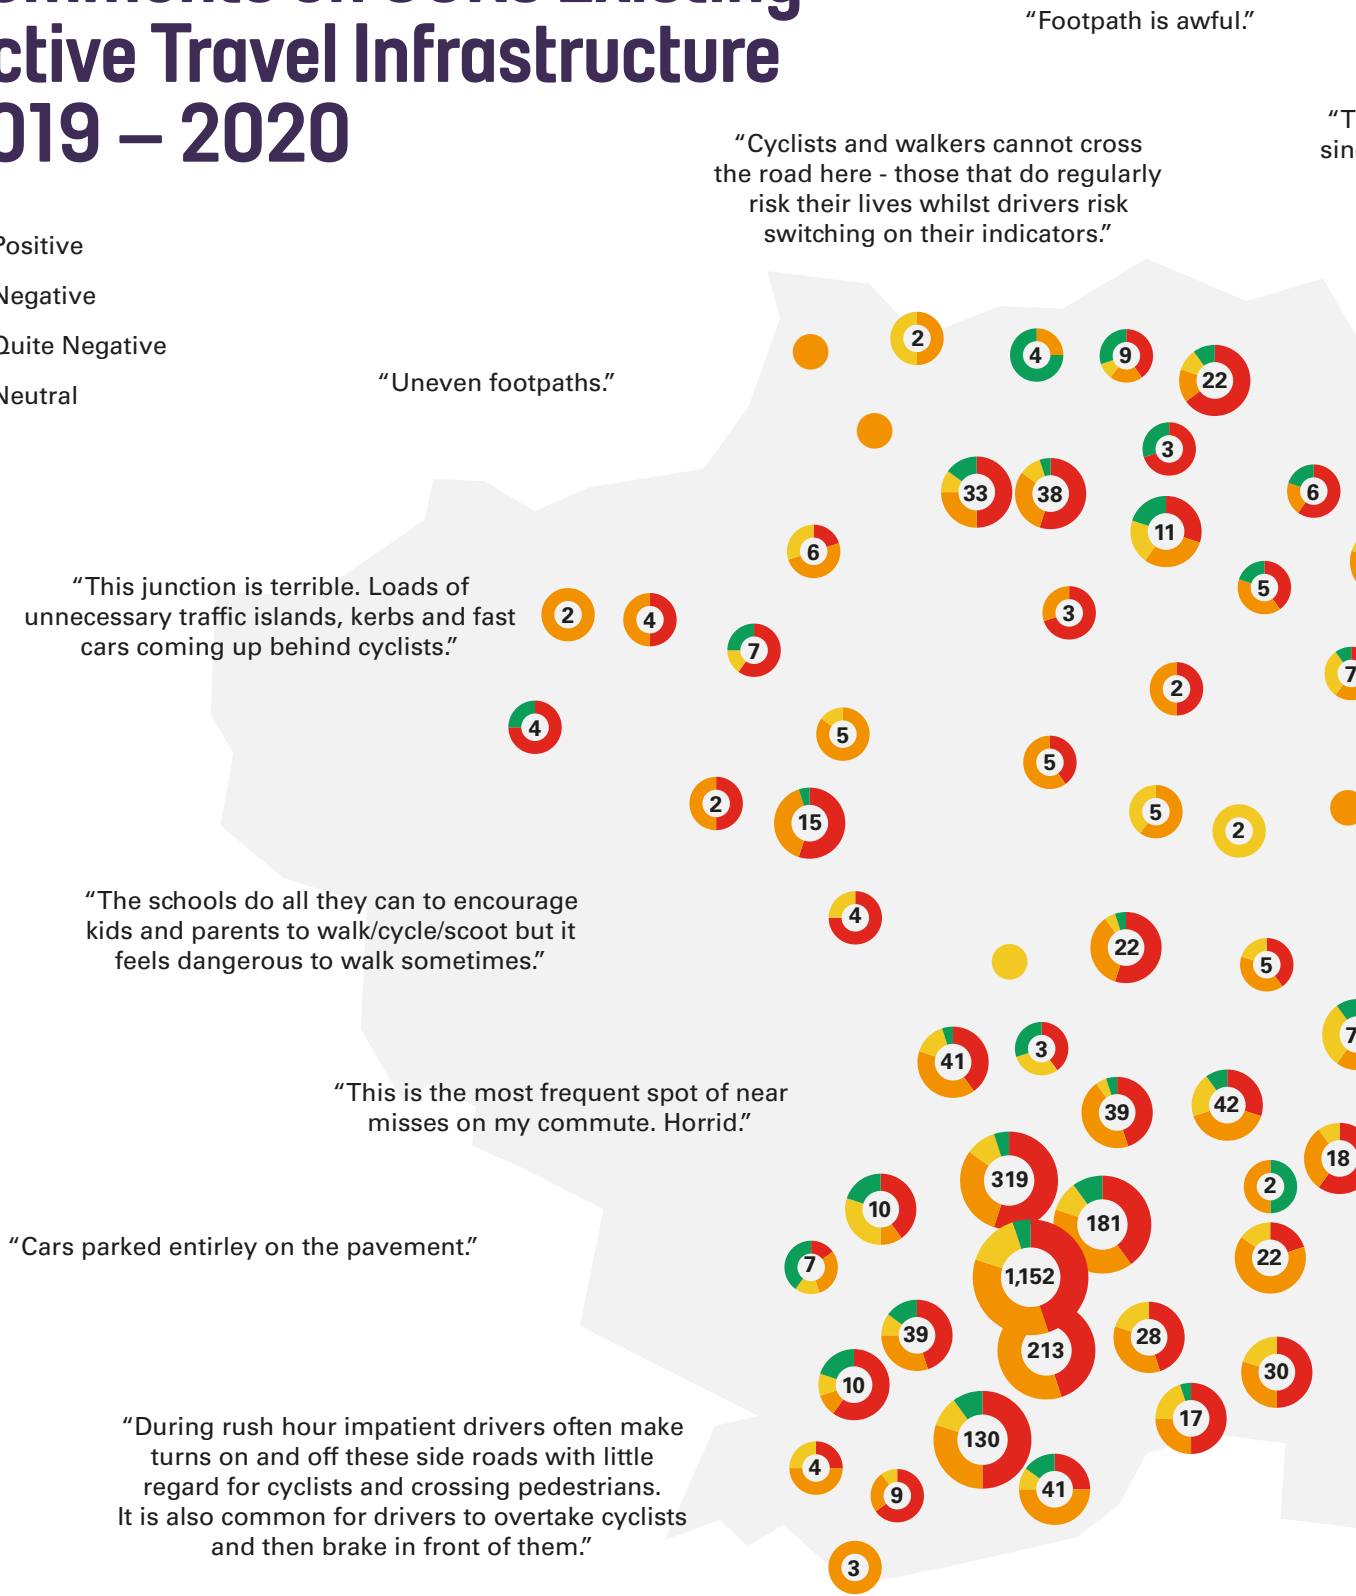 ctive Travel Infrastructure
019 – 2020
Positive
Negative
Quite Negative
Neutral
“Footpath is awful.”
“Cyclists and walkers cannot cross
the road here - those that do regularly
risk their lives whilst drivers risk
switching on their indicators.”
“Uneven footpaths.”
2
4
9
22
3
33
38
6
11
6
5
“This junction is terrible. Loads of
unnecessary traffic islands, kerbs and fast
cars coming up behind cyclists.”
2
4
3
7
7
2
4
5
5
2
15
5
2
“The schools do all they can to encourage
kids and parents to walk/cycle/scoot but it
feels dangerous to walk sometimes.”
4
22
5
7
41
3
“This is the most frequent spot of near
misses on my commute. Horrid.”
39
42
18
319
2
10
181
“Cars parked entirley on the pavement.”
7
1,152
22
39
213
28
30
10
17
“During rush hour impatient drivers often make
turns on and off these side roads with little
regard for cyclists and crossing pedestrians.
It is also common for drivers to overtake cyclists
and then brake in front of them.”
130
4
9
41
3